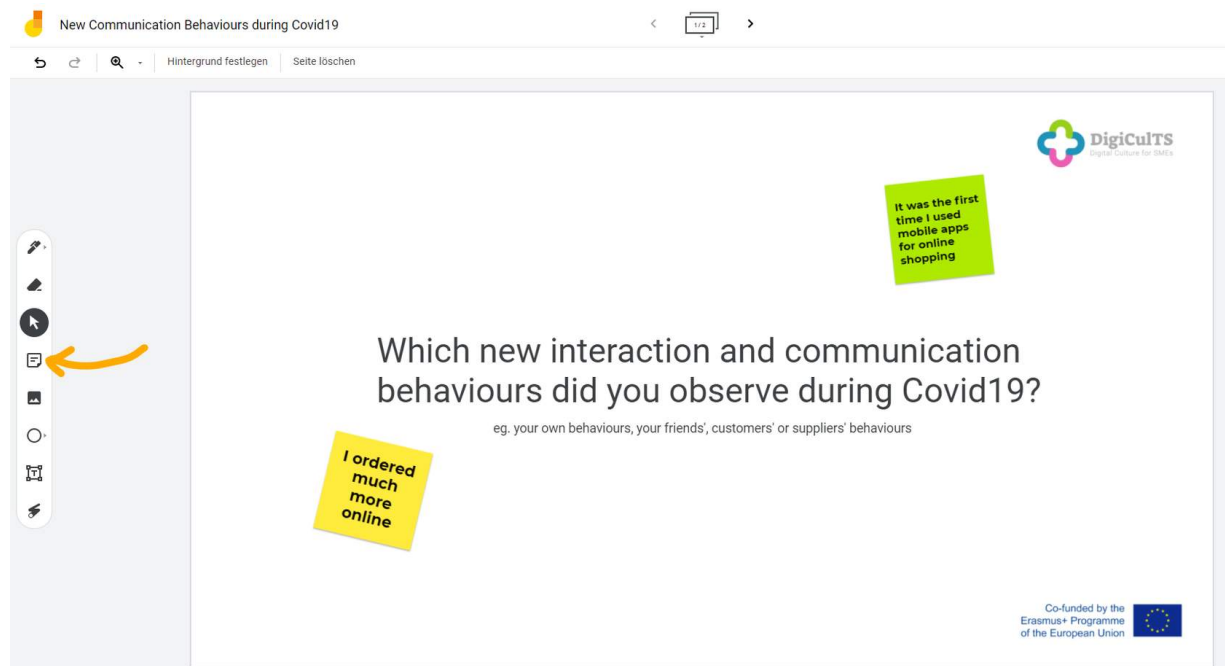 New Communication Behaviours during Covid19
1/2
Hintergrund festlegen
Seite löschen
DigiCulTS
Digital Culture for SMEs
It was the first
time I used
mobile apps
for online
shopping
Which new interaction and communication
behaviours did you observe during Covid19?
eg. your own behaviours, your friends', customers' or suppliers' behaviours
I ordered
much
more
online
Co-funded by the
Erasmus+ Programme
of the European Union